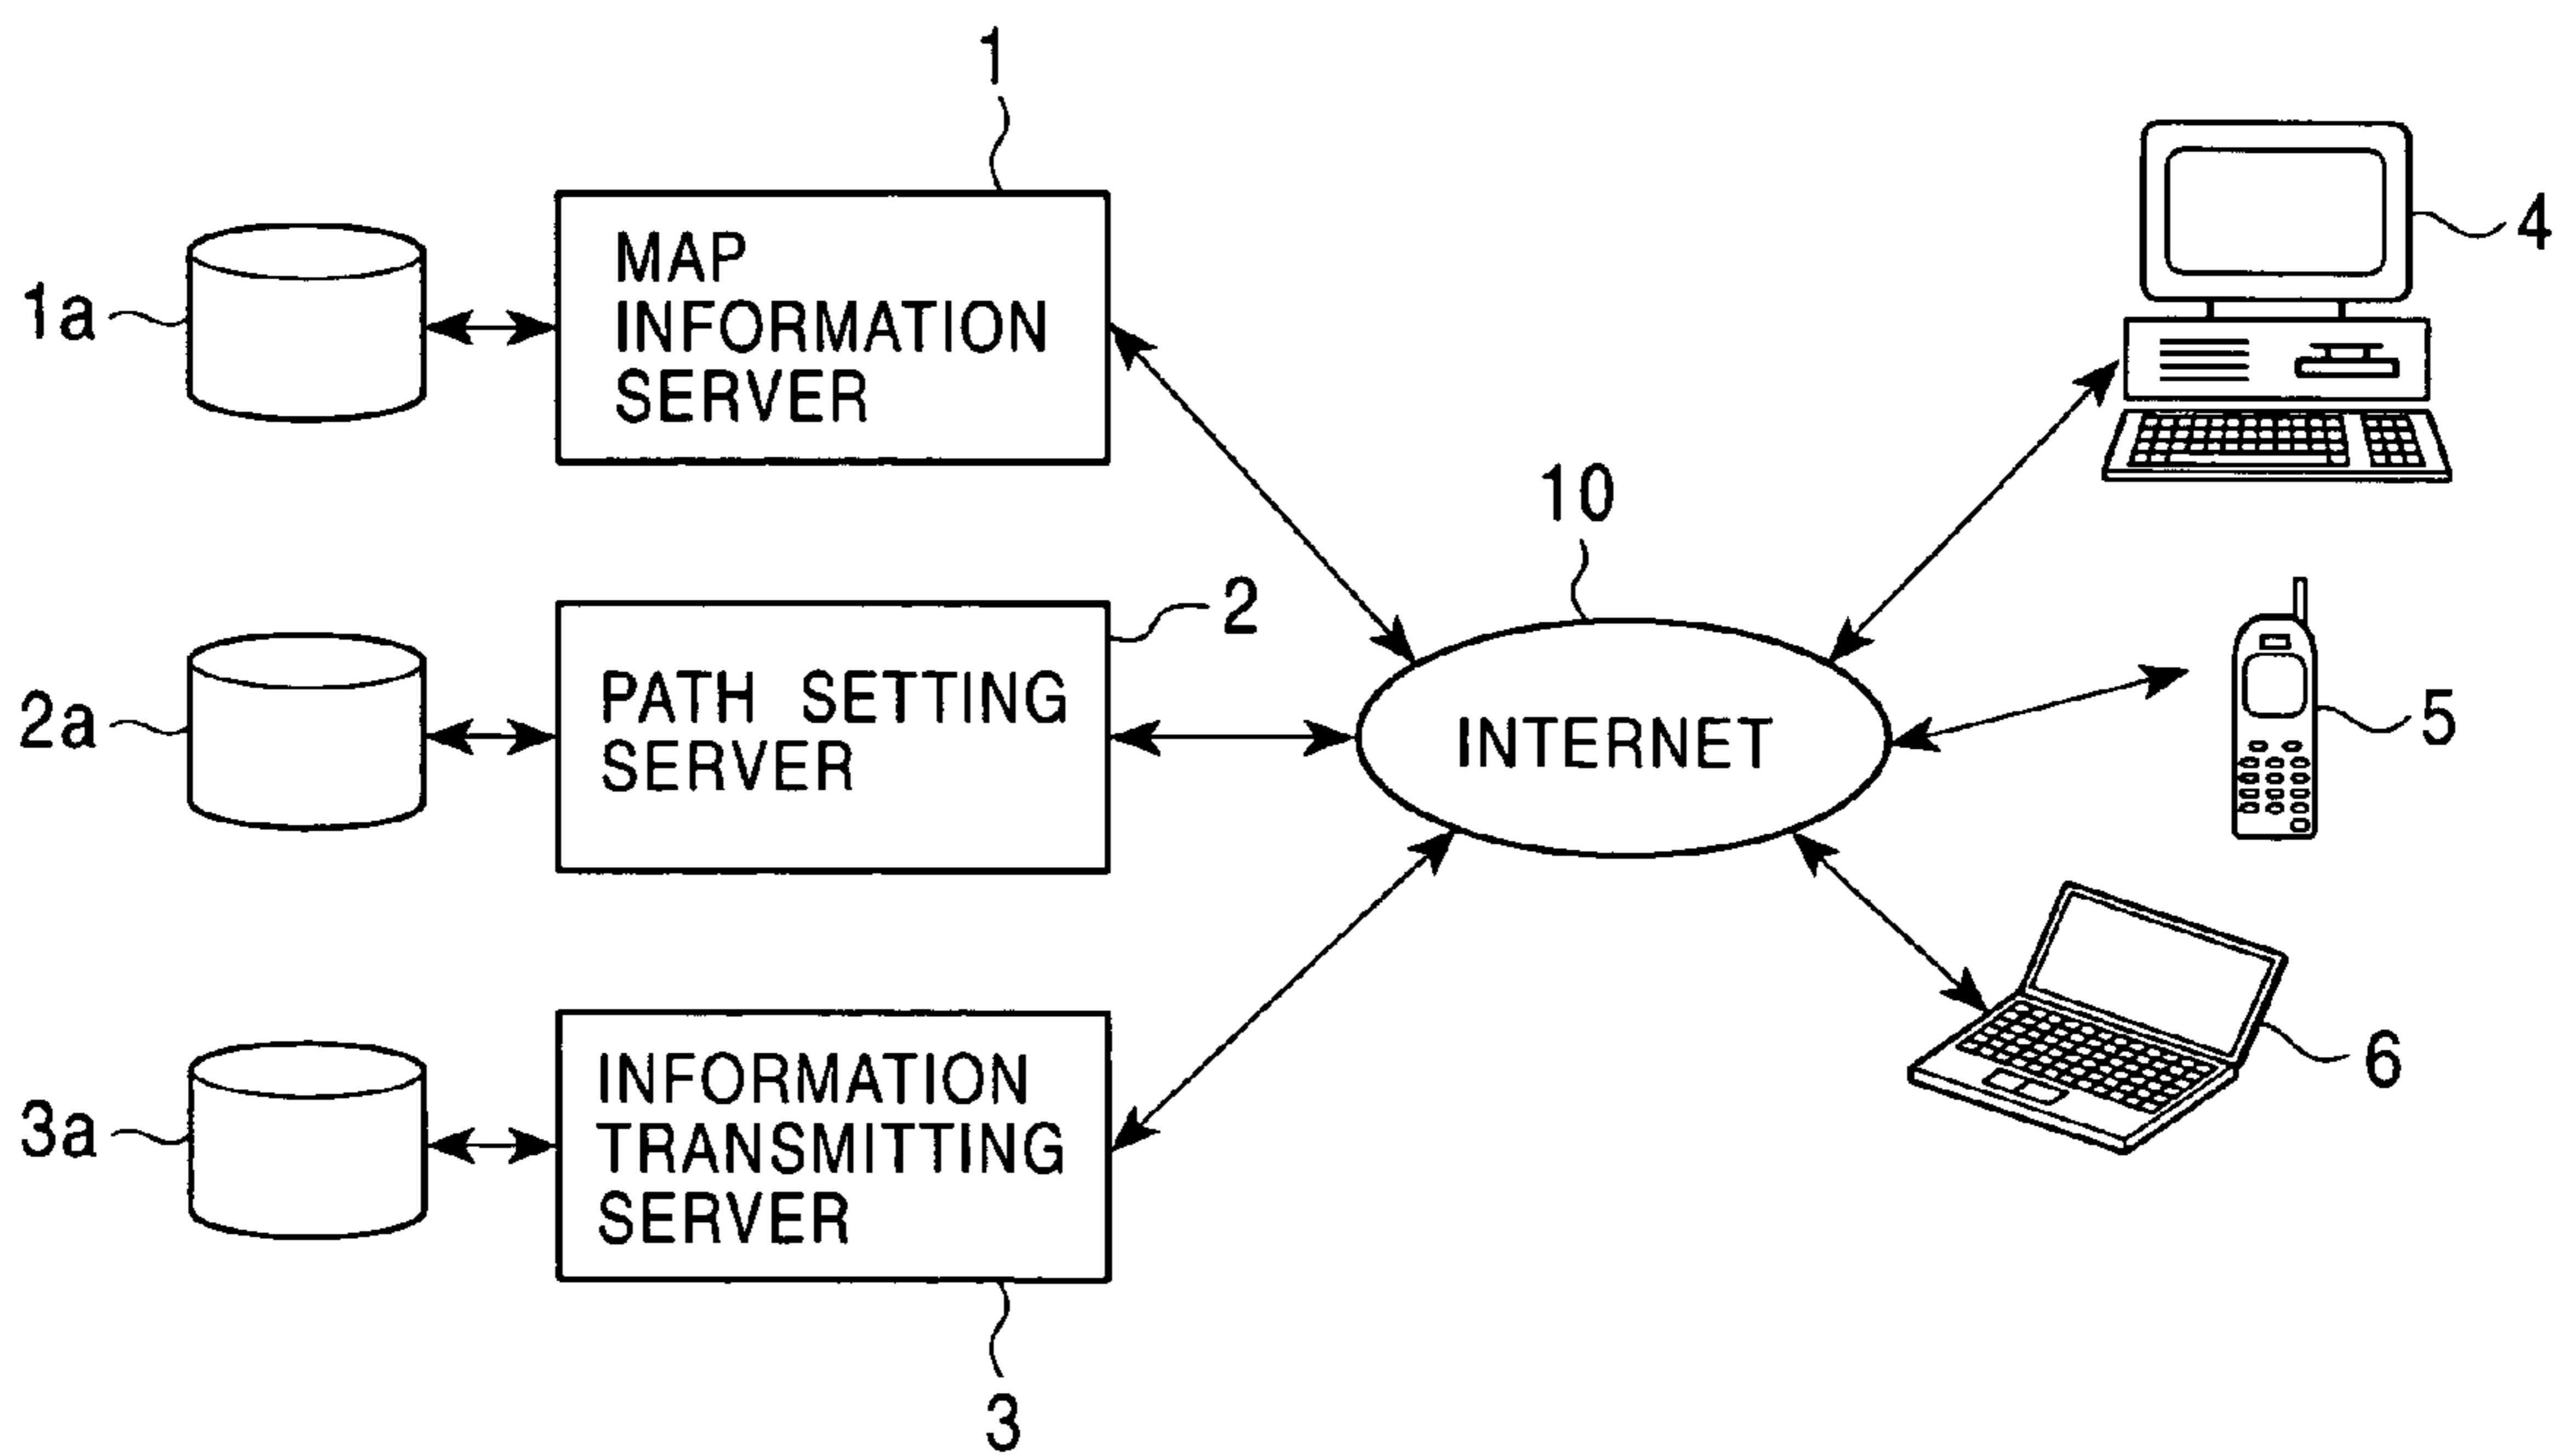 1
MAP
INFORMATION
SERVER
1a
4
10
2
PATH SETTING
SERVER
2a
INTERNET
5
INFORMATION
TRANSMITTING
SERVER
3a
6
3